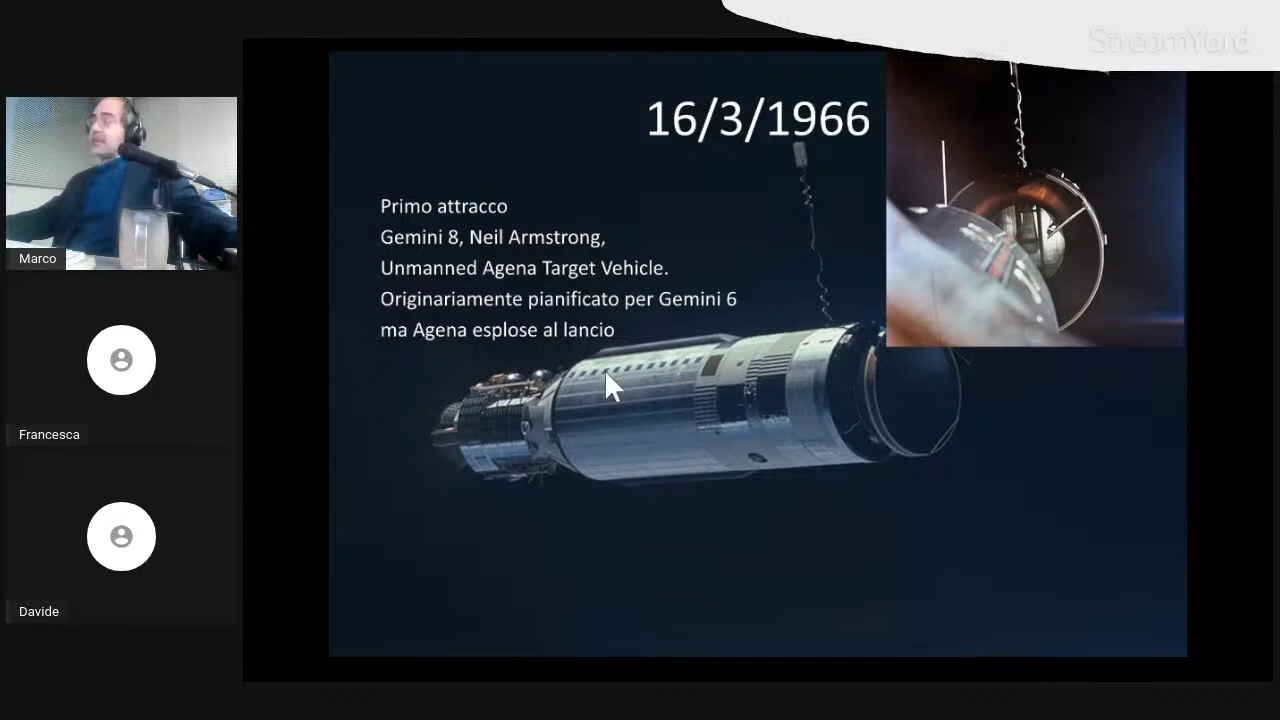 StreamYard
16/3/1966
Primo attracco
Gemini 8, Neil Armstrong,
Unmanned Agena Target Vehicle.
Originariamente pianificato per Gemini 6
ma Agena esplose al lancio
Marco
Francesca
Davide